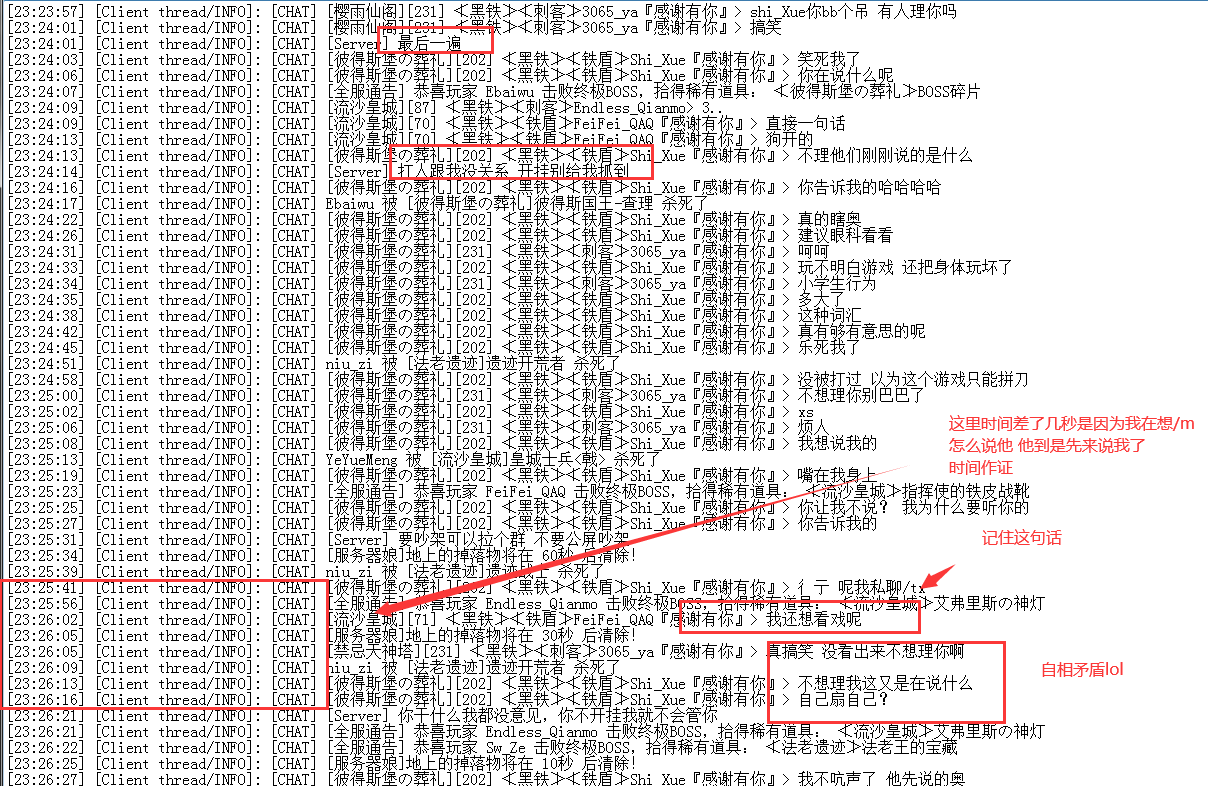 [23:23:57] [Client thread/INFO]: [CHAT] [樱雨仙阁][231] ≮黑铁≯≮刺客≯3065_ya『感谢有你』> shi_Xue你bb个吊 有人理你吗
[23:24:01] [Client thread/INFO]: [CHAT] [樱雨仙阁][231] ≮黑铁≯≮刺客≯3065_ya『感谢有你』> 搞笑
[23:24:01] [Client thread/INFO]: [CHAT] [Server] 最后一遍
[23:24:03] [Client thread/INFO]: [CHAT] [彼得斯堡の葬礼][202] ≮黑铁≯≮铁盾≯Shi_Xue『感谢有你』> 笑死我了
[23:24:06] [Client thread/INFO]: [CHAT] [彼得斯堡の葬礼][202] ≮黑铁≯≮铁盾≯Shi_Xue『感谢有你』> 你在说什么呢
[23:24:07] [Client thread/INFO]: [CHAT] [全服通告] 恭喜玩家 Ebaiwu 击败终极BOSS，拾得稀有道具： ≮彼得斯堡の葬礼≯BOSS碎片
[23:24:09] [Client thread/INFO]: [CHAT] [流沙皇城][87] ≮黑铁≯≮刺客≯Endless_Qianmo> 3..
[23:24:09] [Client thread/INFO]: [CHAT] [流沙皇城][70] ≮黑铁≯≮铁盾≯FeiFei_QAQ『感谢有你』> 直接一句话
[23:24:13] [Client thread/INFO]: [CHAT] [流沙皇城][70] ≮黑铁≯≮铁盾≯FeiFei_QAQ『感谢有你』> 狗开的
[23:24:13] [Client thread/INFO]: [CHAT] [彼得斯堡の葬礼][202] ≮黑铁≯≮铁盾≯Shi_Xue『感谢有你』> 不理他们刚刚说的是什么
[23:24:14] [Client thread/INFO]: [CHAT] [Server] 打人跟我没关系 开挂别给我抓到
[23:24:16] [Client thread/INFO]: [CHAT] [彼得斯堡の葬礼][202] ≮黑铁≯≮铁盾≯Shi_Xue『感谢有你』> 你告诉我的哈哈哈哈
[23:24:17] [Client thread/INFO]: [CHAT] Ebaiwu 被 [彼得斯堡の葬礼]彼得斯国王-查理 杀死了
[23:24:22] [Client thread/INFO]: [CHAT] [彼得斯堡の葬礼][202] ≮黑铁≯≮铁盾≯Shi_Xue『感谢有你』> 真的瞎奥
[23:24:26] [Client thread/INFO]: [CHAT] [彼得斯堡の葬礼][202] ≮黑铁≯≮铁盾≯Shi_Xue『感谢有你』> 建议眼科看看
[23:24:31] [Client thread/INFO]: [CHAT] [彼得斯堡の葬礼][231] ≮黑铁≯≮刺客≯3065_ya『感谢有你』> 呵呵
[23:24:33] [Client thread/INFO]: [CHAT] [彼得斯堡の葬礼][202] ≮黑铁≯≮铁盾≯Shi_Xue『感谢有你』> 玩不明白游戏 还把身体玩坏了
[23:24:34] [Client thread/INFO]: [CHAT] [彼得斯堡の葬礼][231] ≮黑铁≯≮刺客≯3065_ya『感谢有你』> 小学生行为
[23:24:35] [Client thread/INFO]: [CHAT] [彼得斯堡の葬礼][202] ≮黑铁≯≮铁盾≯Shi_Xue『感谢有你』> 多大了
[23:24:38] [Client thread/INFO]: [CHAT] [彼得斯堡の葬礼][202] ≮黑铁≯≮铁盾≯Shi_Xue『感谢有你』> 这种词汇
[23:24:42] [Client thread/INFO]: [CHAT] [彼得斯堡の葬礼][202] ≮黑铁≯≮铁盾≯Shi_Xue『感谢有你』> 真有够有意思的呢
[23:24:45] [Client thread/INFO]: [CHAT] [彼得斯堡の葬礼][202] ≮黑铁≯≮铁盾≯Shi_Xue『感谢有你』> 乐死我了
[23:24:51] [Client thread/INFO]: [CHAT] niu_zi 被 [法老遗迹]遗迹开荒者 杀死了
[23:24:58] [Client thread/INFO]: [CHAT] [彼得斯堡の葬礼][202] ≮黑铁≯≮铁盾≯Shi_Xue『感谢有你』> 没被打过 以为这个游戏只能拼刀
[23:25:00] [Client thread/INFO]: [CHAT] [彼得斯堡の葬礼][231] ≮黑铁≯≮刺客≯3065_ya『感谢有你』> 不想理你别巴巴了
[23:25:02] [Client thread/INFO]: [CHAT] [彼得斯堡の葬礼][202] ≮黑铁≯≮铁盾≯Shi_Xue『感谢有你』> xs
[23:25:06] [Client thread/INFO]: [CHAT] [彼得斯堡の葬礼][231] ≮黑铁≯≮刺客≯3065_ya『感谢有你』> 烦人
[23:25:08] [Client thread/INFO]: [CHAT] [彼得斯堡の葬礼][202] ≮黑铁≯≮铁盾≯Shi_Xue『感谢有你』> 我想说我的
[23:25:13] [Client thread/INFO]: [CHAT] YeYueMeng 被 [流沙皇城]皇城士兵<戟> 杀死了
[23:25:19] [Client thread/INFO]: [CHAT] [彼得斯堡の葬礼][202] ≮黑铁≯≮铁盾≯Shi_Xue『感谢有你』> 嘴在我身上
[23:25:23] [Client thread/INFO]: [CHAT] [全服通告] 恭喜玩家 FeiFei_QAQ 击败终极BOSS，拾得稀有道具： ≮流沙皇城≯指挥使的铁皮战靴
[23:25:25] [Client thread/INFO]: [CHAT] [彼得斯堡の葬礼][202] ≮黑铁≯≮铁盾≯Shi_Xue『感谢有你』> 你让我不说？ 我为什么要听你的
[23:25:27] [Client thread/INFO]: [CHAT] [彼得斯堡の葬礼][202] ≮黑铁≯≮铁盾≯Shi_Xue『感谢有你』> 你告诉我的
[23:25:31] [Client thread/INFO]: [CHAT] [Server] 要吵架可以拉个群 不要公屏吵架
[23:25:34] [Client thread/INFO]: [CHAT] [服务器娘]地上的掉落物将在 60秒 后清除!
[23:25:39] [Client thread/INFO]: [CHAT] niu_zi 被 [法老遗迹]遗迹战士 杀死了
[23:25:41] [Client thread/INFO]: [CHAT] [彼得斯堡の葬礼][202] ≮黑铁≯≮铁盾≯Shi_Xue『感谢有你』> 彳亍 呢我私聊/tx
[23:25:56] [Client thread/INFO]: [CHAT] [全服通告] 恭喜玩家 Endless_Qianmo 击败终极BOSS，拾得稀有道具： ≮流沙皇城≯艾弗里斯の神灯
[23:26:02] [Client thread/INFO]: [CHAT] [流沙皇城][71] ≮黑铁≯≮铁盾≯FeiFei_QAQ『感谢有你』> 我还想看戏呢
[23:26:05] [Client thread/INFO]: [CHAT] [服务器娘]地上的掉落物将在 30秒 后清除!
[23:26:05] [Client thread/INFO]: [CHAT] [禁忌天神塔][231] ≮黑铁≯≮刺客≯3065_ya『感谢有你』> 真搞笑 没看出来不想理你啊
[23:26:09] [Client thread/INFO]: [CHAT] niu_zi 被 [法老遗迹]遗迹开荒者 杀死了
[23:26:13] [Client thread/INFO]: [CHAT] [彼得斯堡の葬礼][202] ≮黑铁≯≮铁盾≯Shi_Xue『感谢有你』> 不想理我这又是在说什么
[23:26:16] [Client thread/INFO]: [CHAT] [彼得斯堡の葬礼][202] ≮黑铁≯≮铁盾≯Shi_Xue『感谢有你』> 自己扇自己?
[23:26:21] [Client thread/INFO]: [CHAT] [Server] 你干什么我都没意见，你不开挂我就不会管你
[23:26:21] [Client thread/INFO]: [CHAT] [全服通告] 恭喜玩家 Endless_Qianmo 击败终极BOSS，拾得稀有道具： ≮流沙皇城≯艾弗里斯の神灯
[23:26:22] [Client thread/INFO]: [CHAT] [全服通告] 恭喜玩家 Sw_Ze 击败终极BOSS，拾得稀有道具： ≮法老遗迹≯法老王的宝藏
[23:26:25] [Client thread/INFO]: [CHAT] [服务器娘]地上的掉落物将在 10秒 后清除!
[23:26:27] [Client thread/INFO]: [CHAT] [彼得斯堡の葬礼][202] ≮黑铁≯≮铁盾≯Shi_Xue『感谢有你』> 我不吭声了 他先说的奥
这里时间差了几秒是因为我在想/m
怎么说他 他到是先来说我了
时间作证
记住这句话
自相矛盾lol